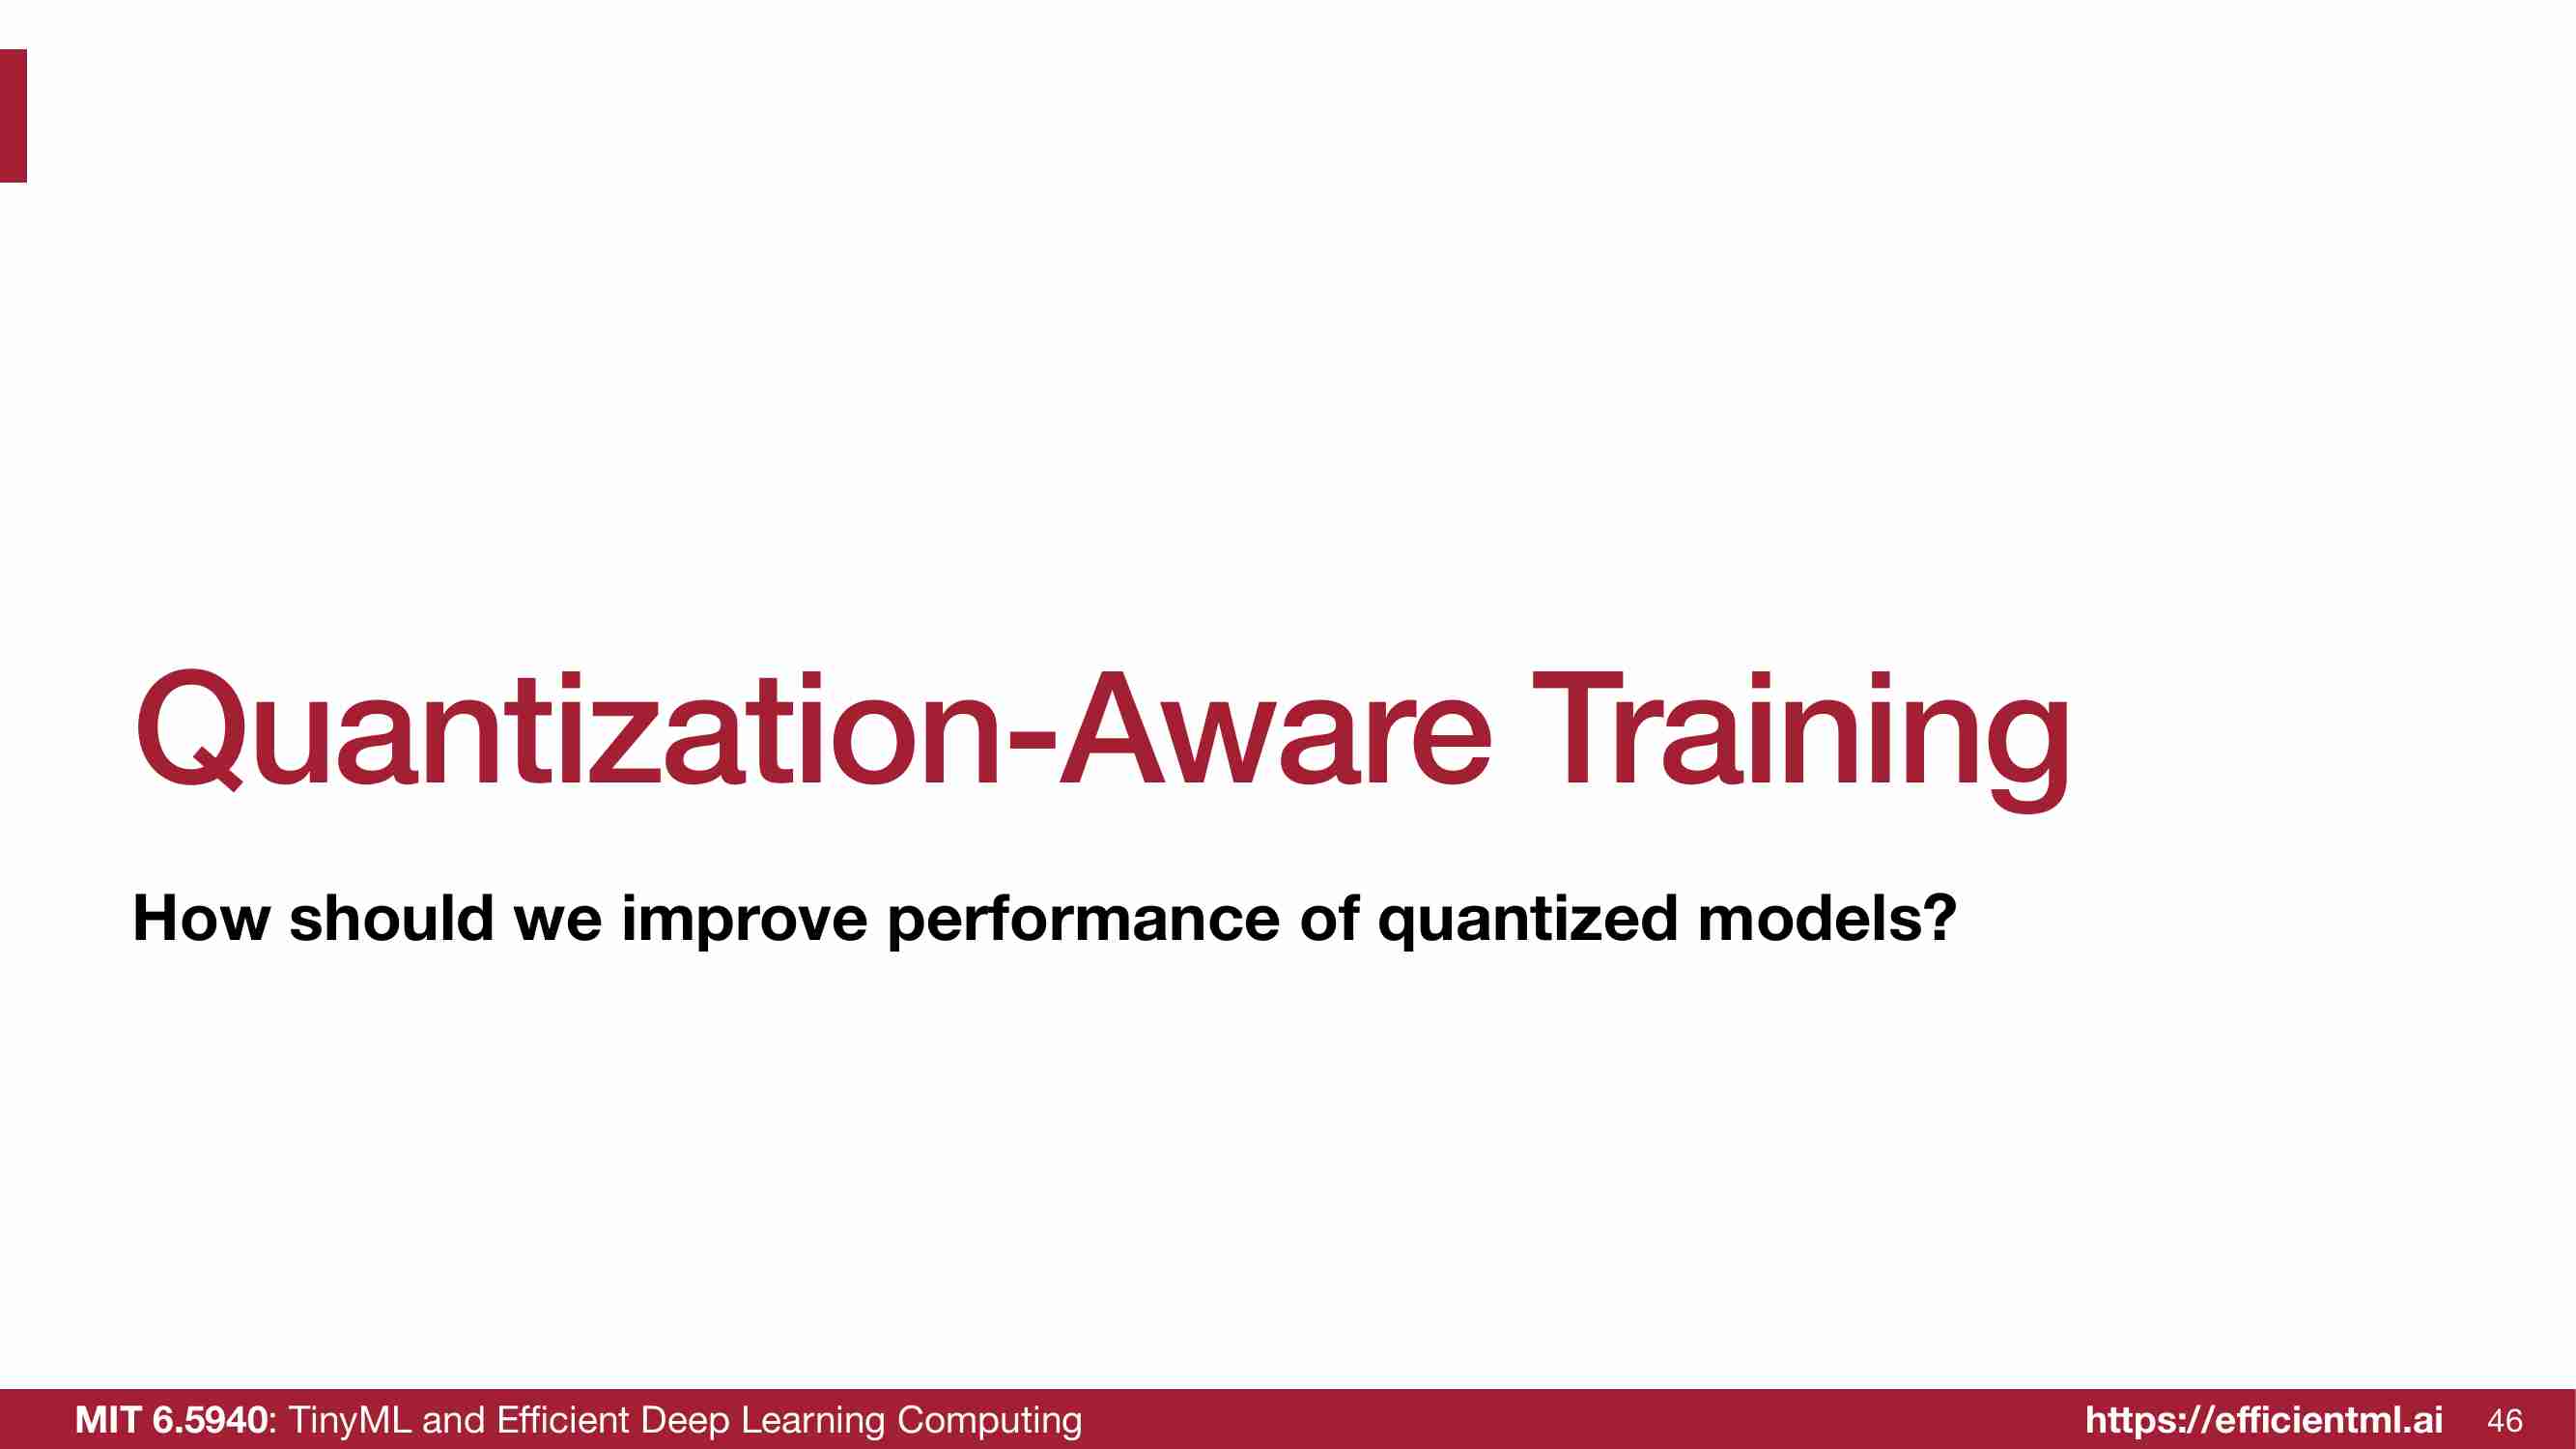 Quantization-Aware Training
How should we improve performance of quantized models?
MIT 6.5940: TinyML and Efficient Deep Learning Computing
https://efficientml.ai 46